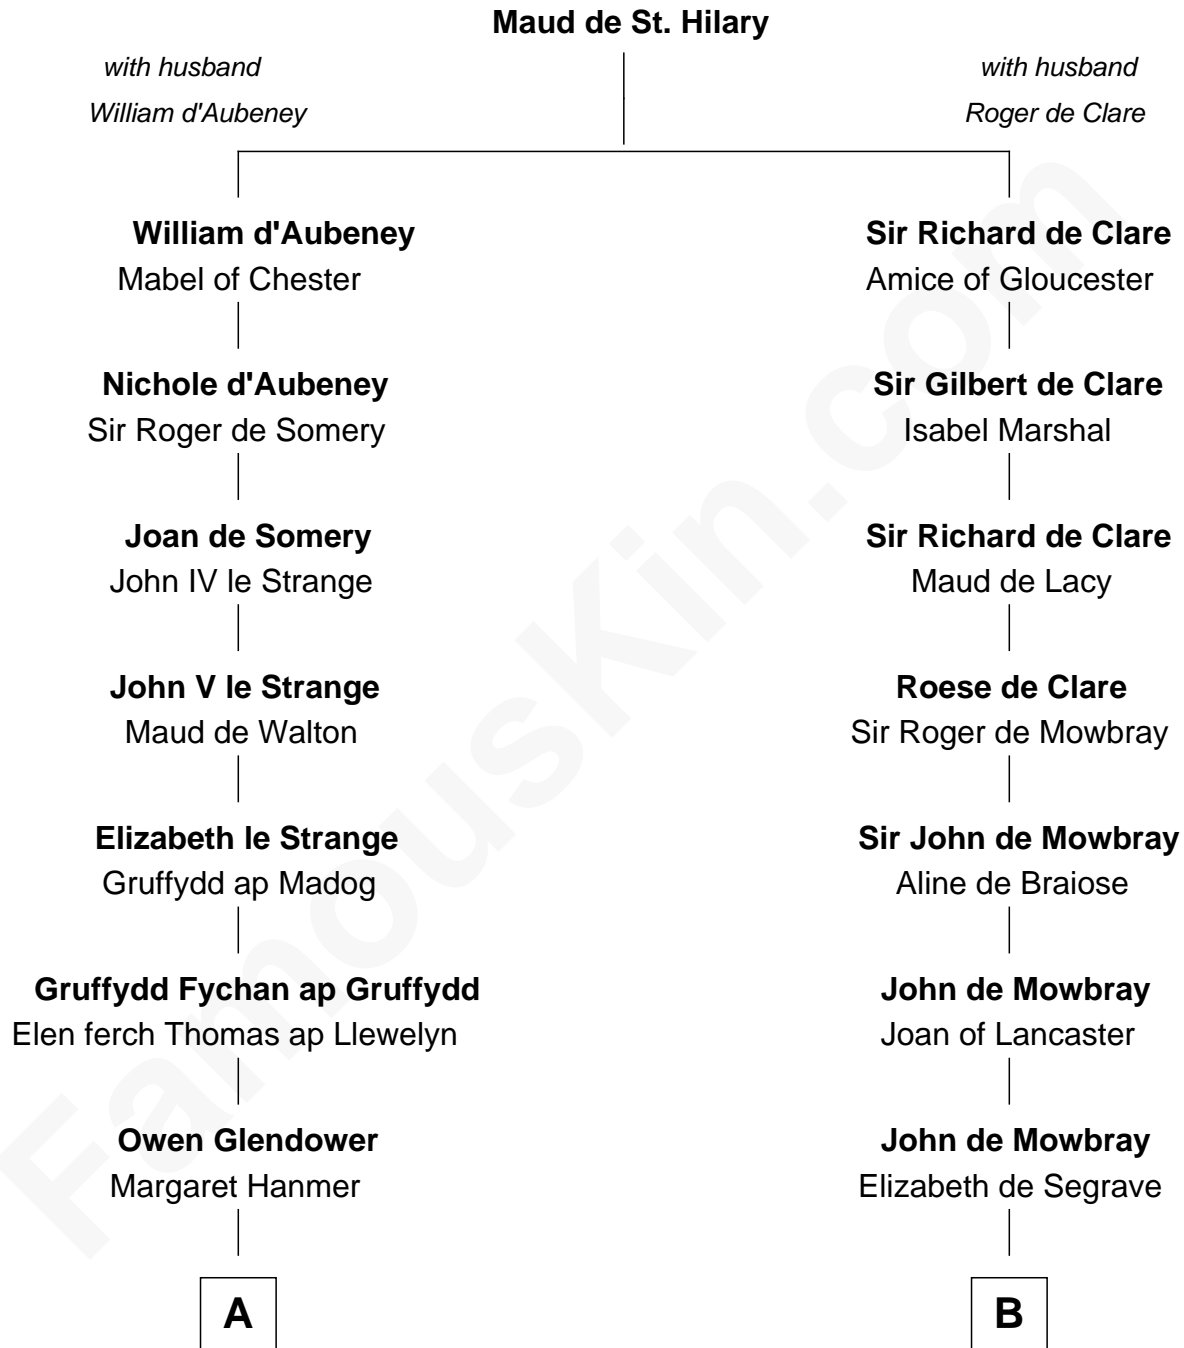 Maud de St. Hilary
with husband
William d'Aubeney
with husband
Roger de Clare
William d'Aubeney
Mabel of Chester
Sir Richard de Clare
Amice of Gloucester
Nichole d'Aubeney
Sir Roger de Somery
Sir Gilbert de Clare
Isabel Marshal
Joan de Somery
John IV le Strange
Sir Richard de Clare
Maud de Lacy
John V le Strange
Maud de Walton
Roese de Clare
Sir Roger de Mowbray
Elizabeth le Strange
Gruffydd ap Madog
Sir John de Mowbray
Aline de Braiose
Gruffydd Fychan ap Gruffydd
Elen ferch Thomas ap Llewelyn
John de Mowbray
Joan of Lancaster
Owen Glendower
Margaret Hanmer
John de Mowbray
Elizabeth de Segrave
A
B
FamousKin.com